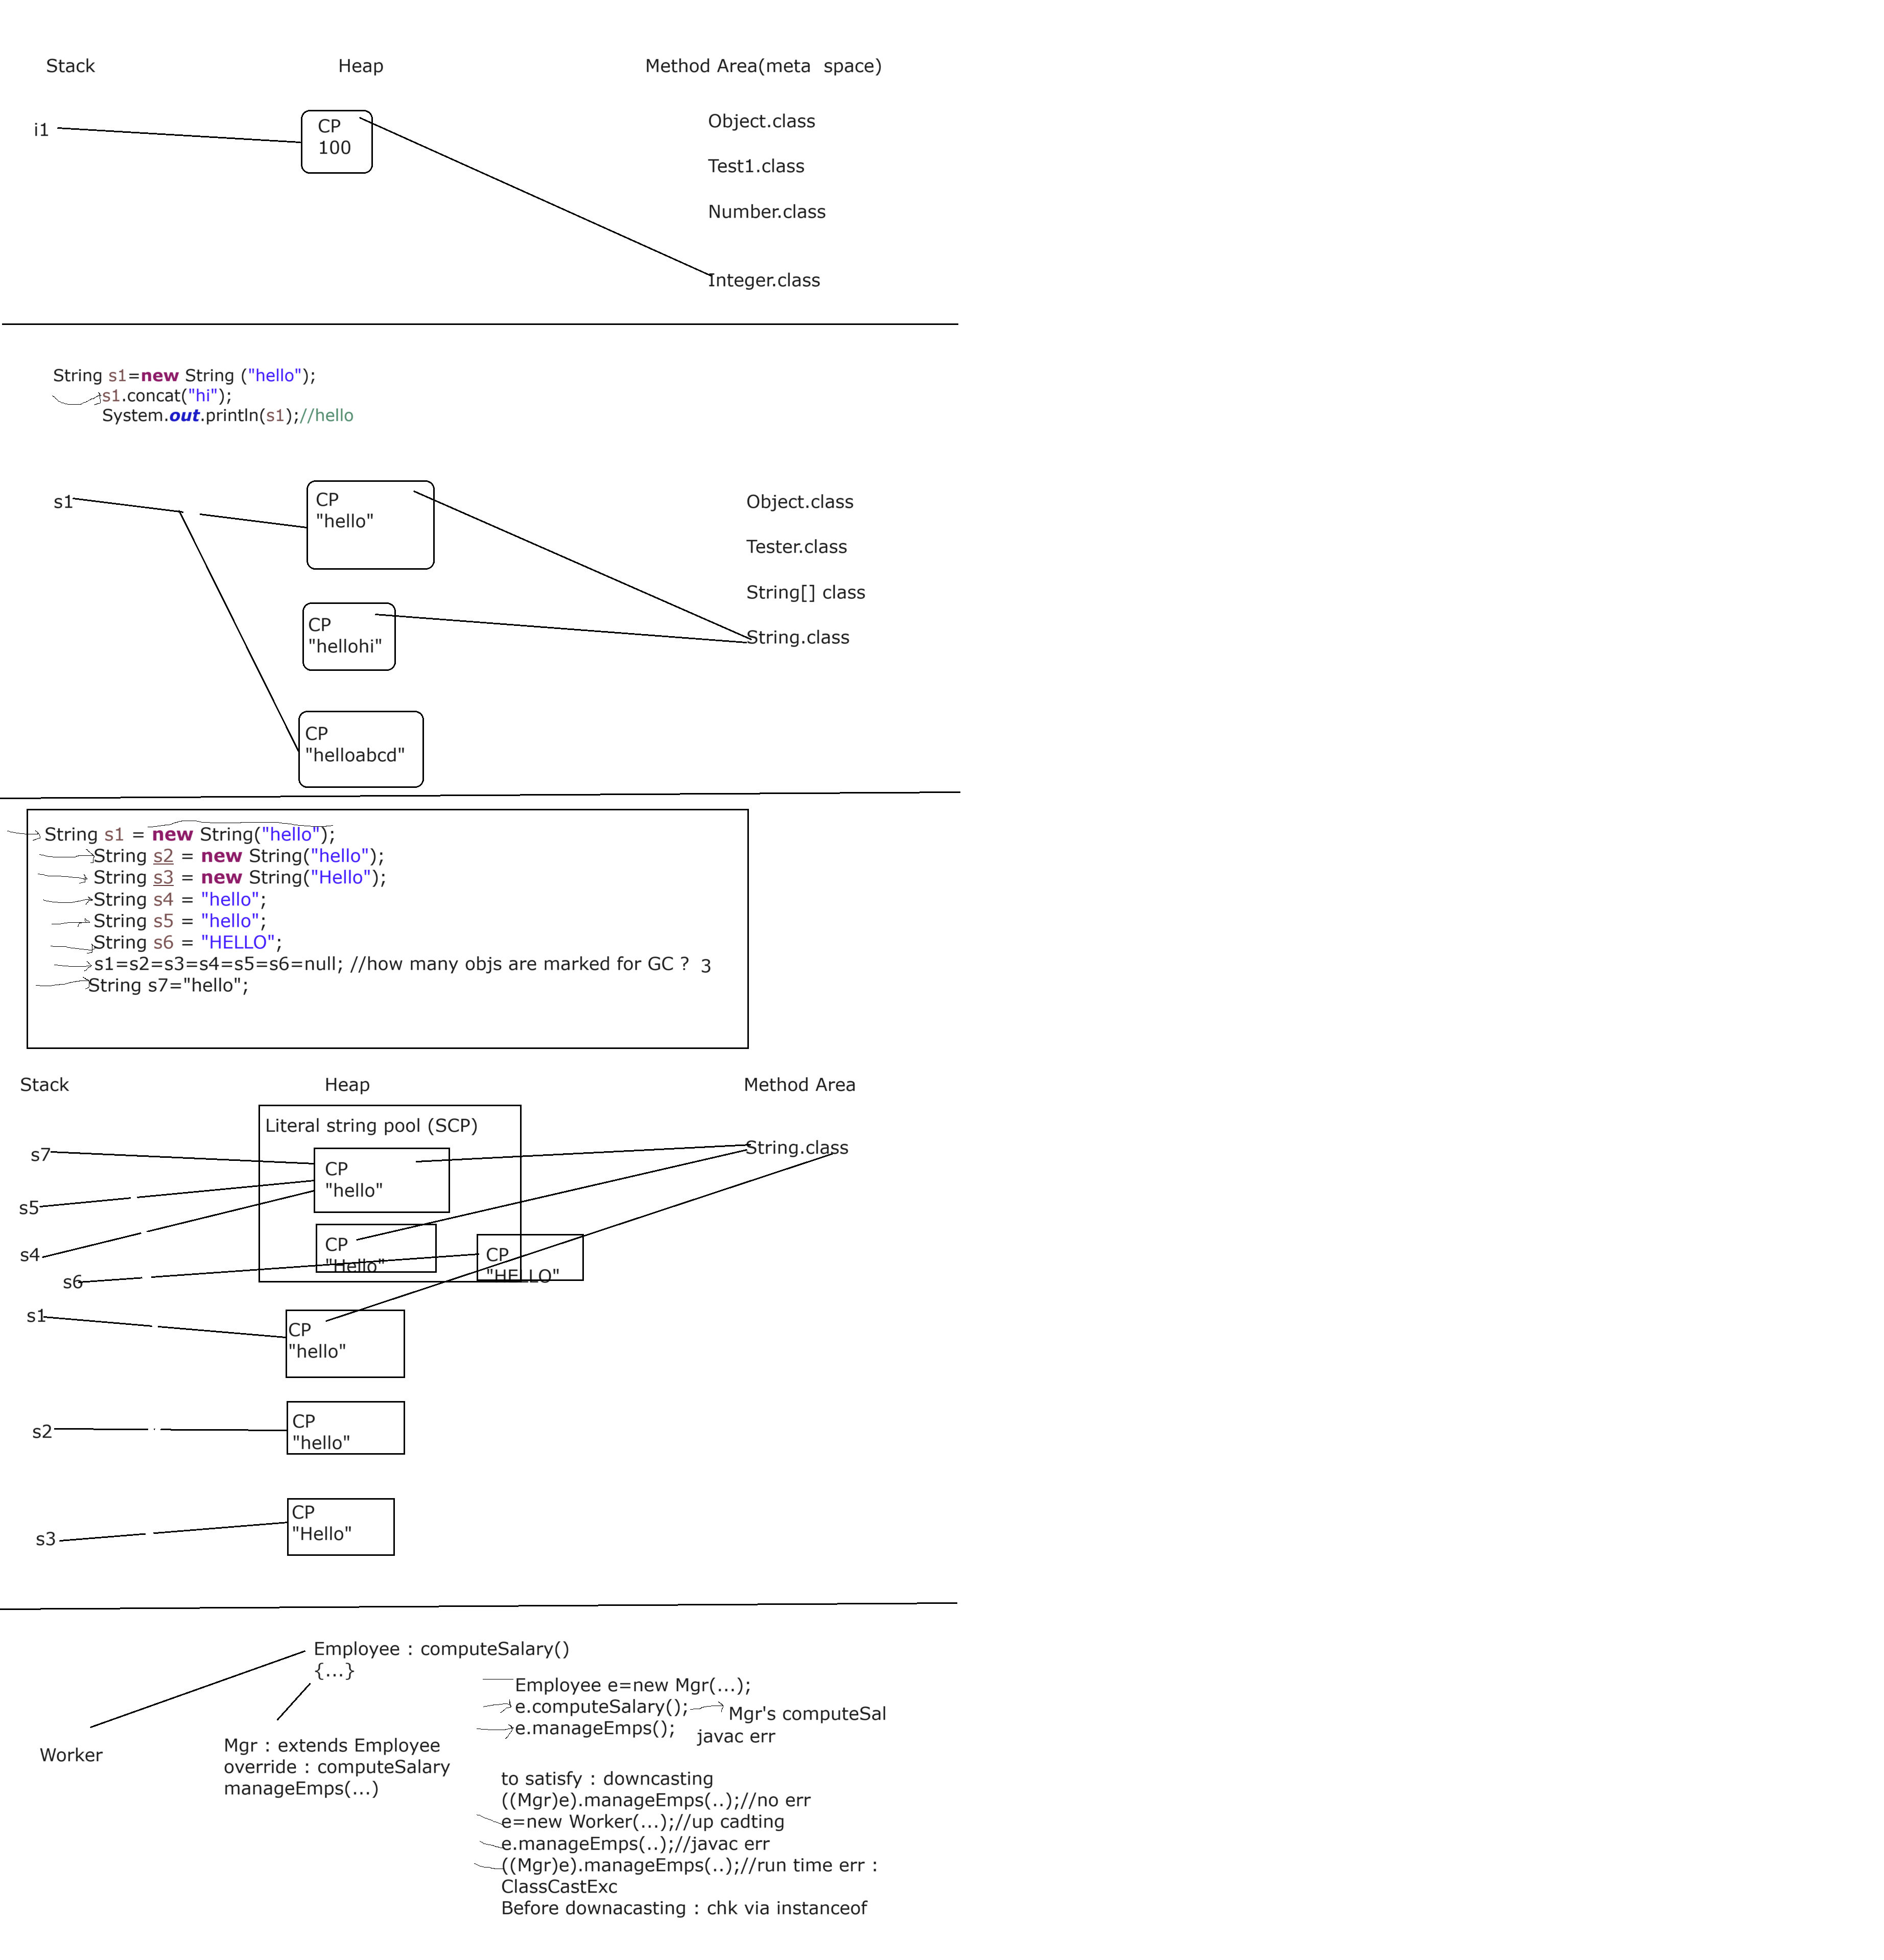 Stack Heap Method Area(meta  space)
i1
CP
100
Object.class
Test1.class
Number.class
Integer.class
String s1=new String ("hello");
s1.concat("hi");
System.out.println(s1);//hello
s1
CP
"hello"
CP
"hellohi"
CP
"helloabcd"
Object.class
Tester.class
String[] class
String.class
String s1 = new String("hello");
String s2 = new String("hello");
String s3 = new String("Hello");
String s4 = "hello";
String s5 = "hello";
String s6 = "HELLO";
s1=s2=s3=s4=s5=s6=null; //how many objs are marked for GC ? 3
String s7="hello";
Stack Heap Method Area
Literal string pool (SCP)
String.class
s7
CP
"hello"
s5
s4
CP
"Hello"
s6
CP
"HELLO"
s1
CP
"hello"
s2
CP
"hello"
s3
CP
"Hello"
Employee : computeSalary()
{...}
Worker
Mgr : extends Employee
override : computeSalary
manageEmps(...)
Employee e=new Mgr(...);
e.computeSalary(); Mgr's computeSal
e.manageEmps(); javac err
to satisfy : downcasting
((Mgr)e).manageEmps(..);//no err
e=new Worker(...);//up cadting
e.manageEmps(..);//javac err
((Mgr)e).manageEmps(..);//run time err :
ClassCastExc
Before downacasting : chk via instanceof